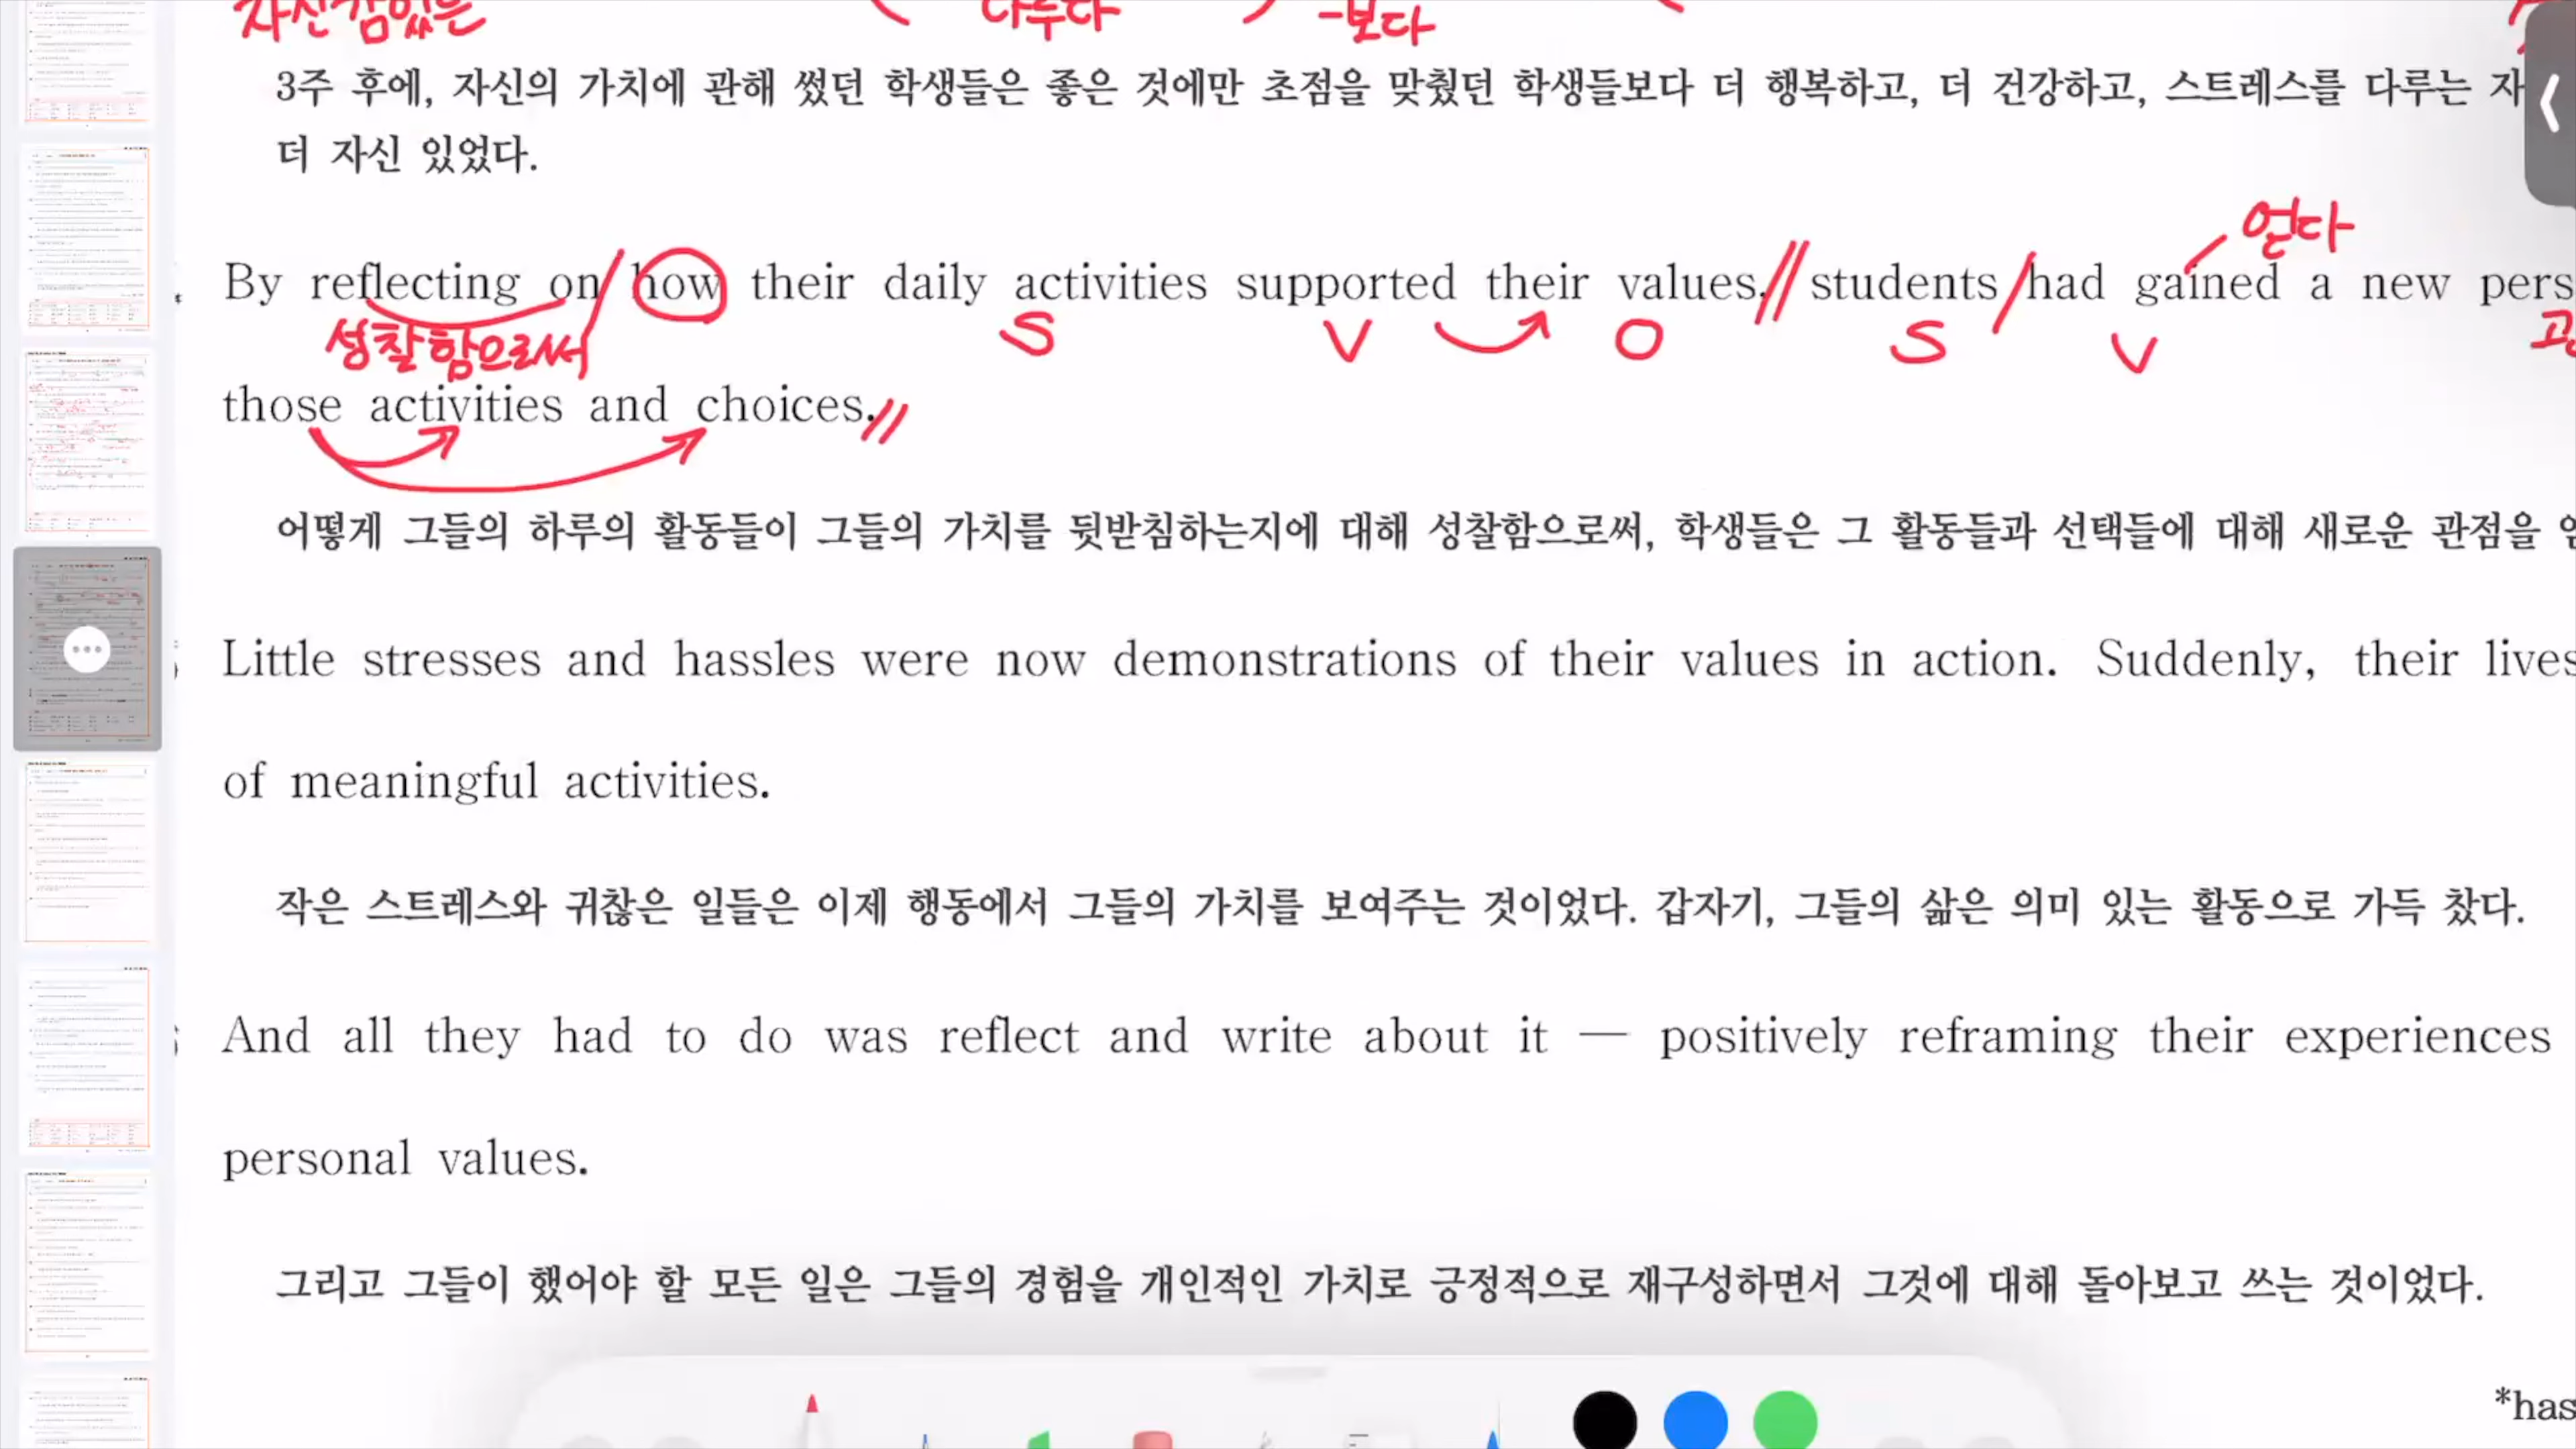 자신감있는 다루다 -보다
3주 후에, 자신의 가치에 관해 썼던 학생들은 좋은 것에만 초점을 맞췄던 학생들보다 더 행복하고, 더 건강하고, 스트레스를 다루는 자
더 자신 있었다.
얻다
By reflecting on how their daily activities supported their values, students had gained a new pers
성찰함으로써 S V O S V
those activities and choices.
어떻게 그들의 하루의 활동들이 그들의 가치를 뒷받침하는지에 대해 성찰함으로써, 학생들은 그 활동들과 선택들에 대해 새로운 관점을
Little stresses and hassles were now demonstrations of their values in action. Suddenly, their lives
of meaningful activities.
작은 스트레스와 귀찮은 일들은 이제 행동에서 그들의 가치를 보여주는 것이었다. 갑자기, 그들의 삶은 의미 있는 활동으로 가득 찼다.
And all they had to do was reflect and write about it — positively reframing their experiences
personal values.
그리고 그들이 했어야 할 모든 일은 그들의 경험을 개인적인 가치로 긍정적으로 재구성하면서 그것에 대해 돌아보고 쓰는 것이었다.
*has